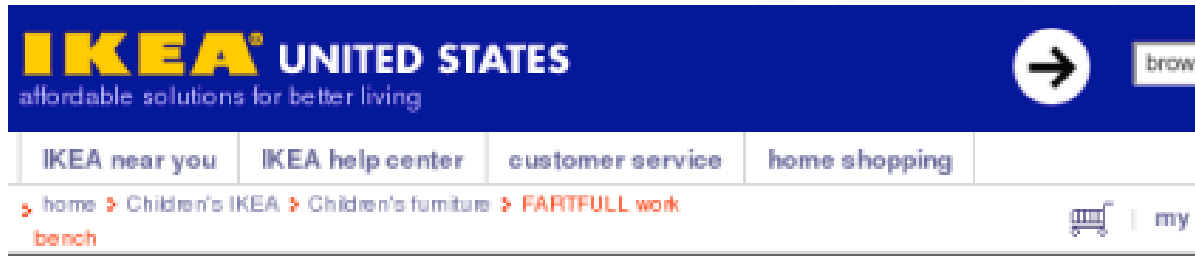 IKEA® UNITED STATES
affordable solutions for better living
brow
IKEA near you IKEA help center customer service home shopping
home Children's IKEA Children's furniture FARTFULL work
bench
my